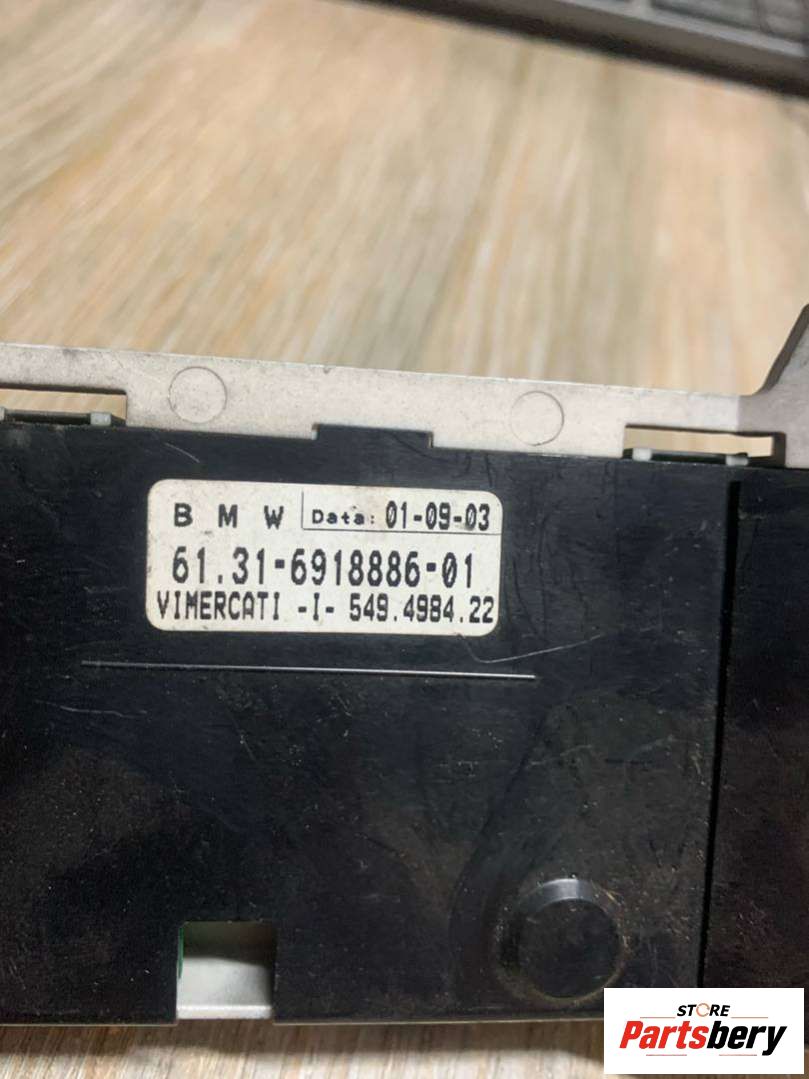 B M W Data: 01-09-03
61.31-6918886-01
VIMERCATI -I- 549.4984.22
STORE
Partsbery